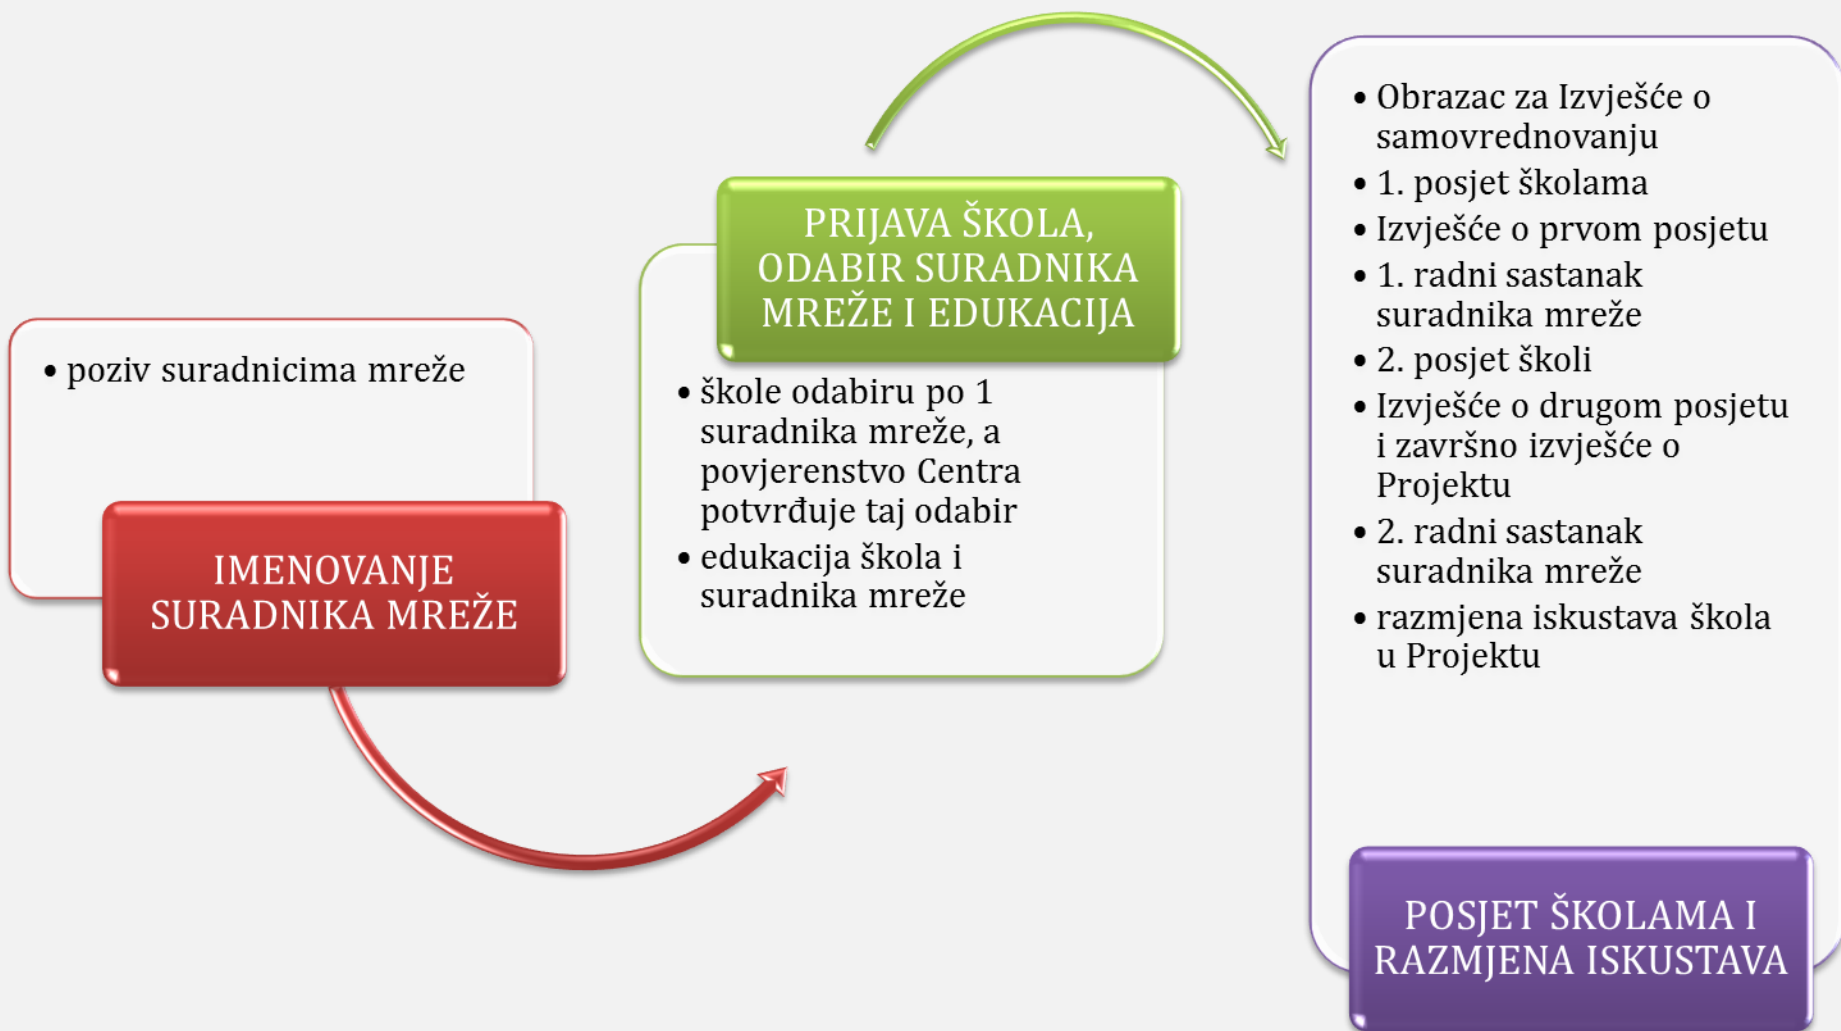 • poziv suradnicima mreže
IMENOVANJE
SURADNIKA MREŽE
PRIJAVA ŠKOLA,
ODABIR SURADNIKA
MREŽE I EDUKACIJA
• škole odabiru po 1
suradnika mreže, a
povjerenstvo Centra
potvrđuje taj odabir
• edukacija škola i
suradnika mreže
• Obrazac za Izvješće o
samovrednovanju
• 1. posjet školama
• Izvješće o prvom posjetu
• 1. radni sastanak
suradnika mreže
• 2. posjet školi
• Izvješće o drugom posjetu
i završno izvješće o
Projektu
• 2. radni sastanak
suradnika mreže
• razmjena iskustava škola
u Projektu
POSJET ŠKOLAMA I
RAZMJENA ISKUSTAVA